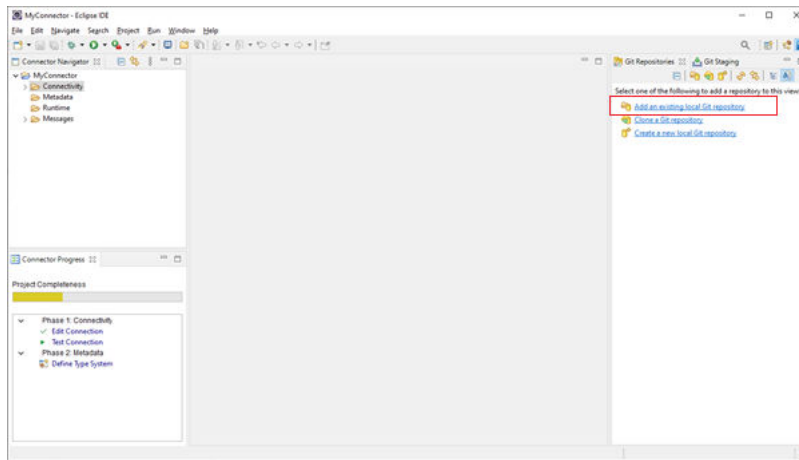 MyConnector - Eclipse IDE
File Edit Navigate Search Project Run Window Help
Connector Navigator
MyConnector
Connectivity
Metadata
Runtime
Messages
Git Repositories
Git Staging
Select one of the following to add a repository to this view
Add an existing local Git repository
Clone a Git repository
Create a new local Git repository
Connector Progress
Project Completeness
Phase 1: Connectivity
Edit Connection
Test Connection
Phase 2: Metadata
Define Type System